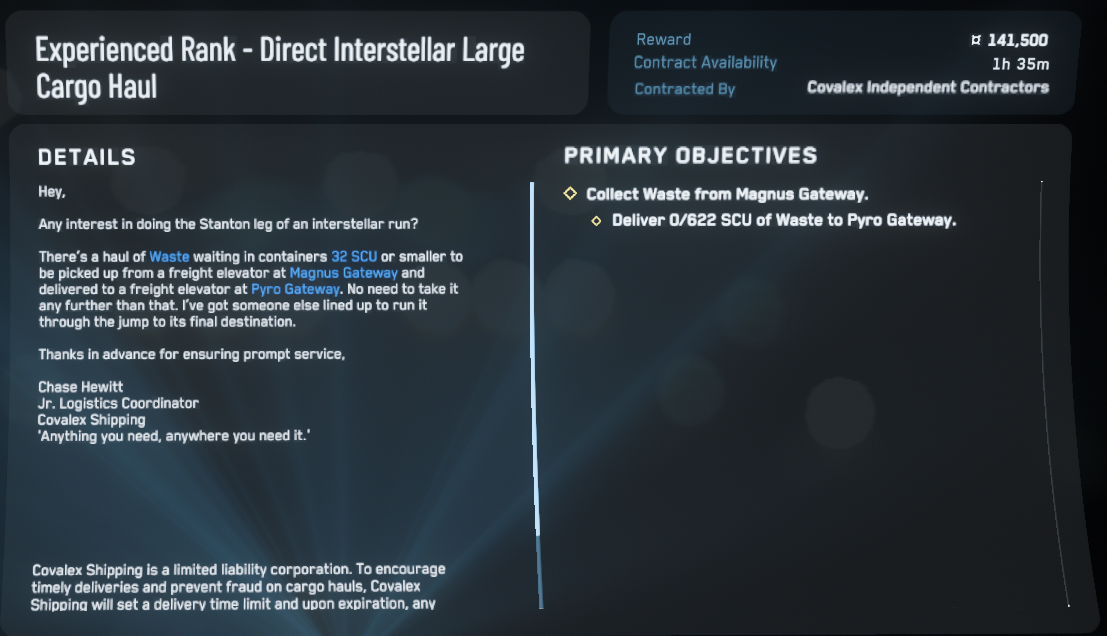 Experienced Rank - Direct Interstellar Large
Cargo Haul
Reward ¤ 141,500
Contract Availability 1h 35m
Contracted By Covalex Independent Contractors
DETAILS
Hey,
Any interest in doing the Stanton leg of an interstellar run?
There's a haul of Waste waiting in containers 32 SCU or smaller to
be picked up from a freight elevator at Magnus Gateway and
delivered to a freight elevator at Pyro Gateway. No need to take it
any further than that. I've got someone else lined up to run it
through the jump to its final destination.
Thanks in advance for ensuring prompt service,
Chase Hewitt
Jr. Logistics Coordinator
Covalex Shipping
'Anything you need, anywhere you need it.'
Covalex Shipping is a limited liability corporation. To encourage
timely deliveries and prevent fraud on cargo hauls, Covalex
Shipping will set a delivery time limit and upon expiration, any
PRIMARY OBJECTIVES
Collect Waste from Magnus Gateway.
Deliver 0/622 SCU of Waste to Pyro Gateway.